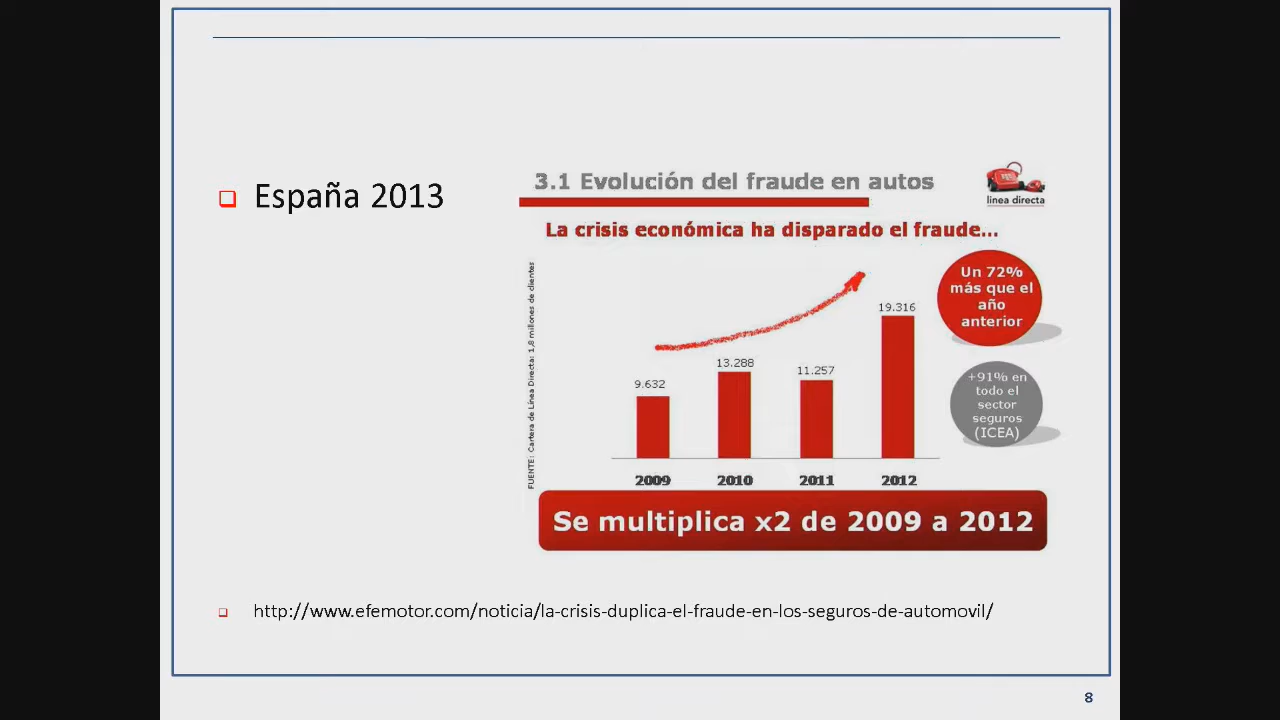 España 2013
3.1 Evolución del fraude en autos
línea directa
La crisis económica ha disparado el fraude...
FUENTE: Cartera de Línea Directa: 1,8 millones de clientes
9.632
13.288
11.257
19.316
2009
2010
2011
2012
Un 72%
más que el
año
anterior
+91% en
todo el
sector
seguros
(ICEA)
Se multiplica x2 de 2009 a 2012
http://www.efemotor.com/noticia/la-crisis-duplica-el-fraude-en-los-seguros-de-automovil/
8